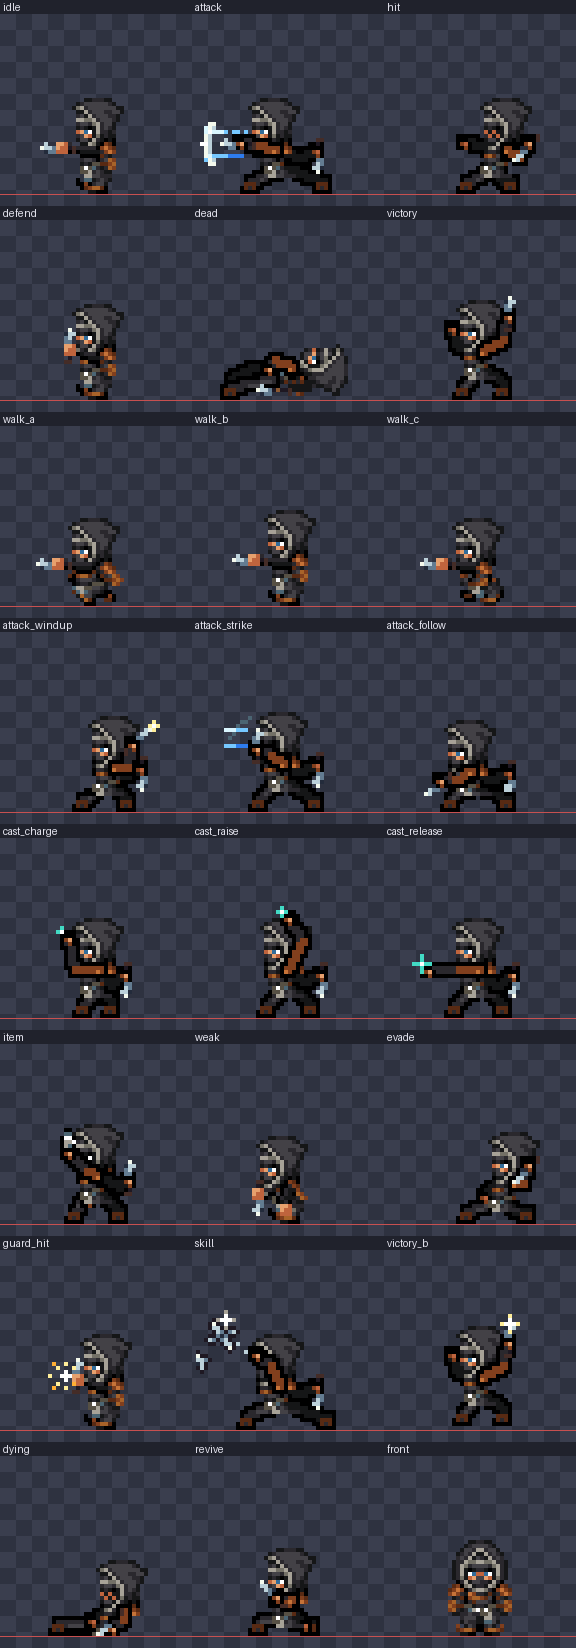 idle attack hit
defend dead victory
walk_a walk_b walk_c
attack_windup attack_strike attack_follow
cast_charge cast_raise cast_release
item weak evade
guard_hit skill victory_b
dying revive front